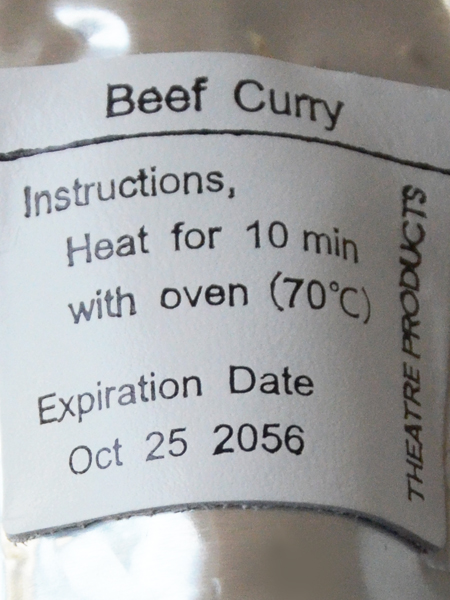 Beef Curry
Instructions,
Heat for 10 min
with oven (70°C)
Expiration Date
Oct 25 2056
THEATRE PRODUCTS